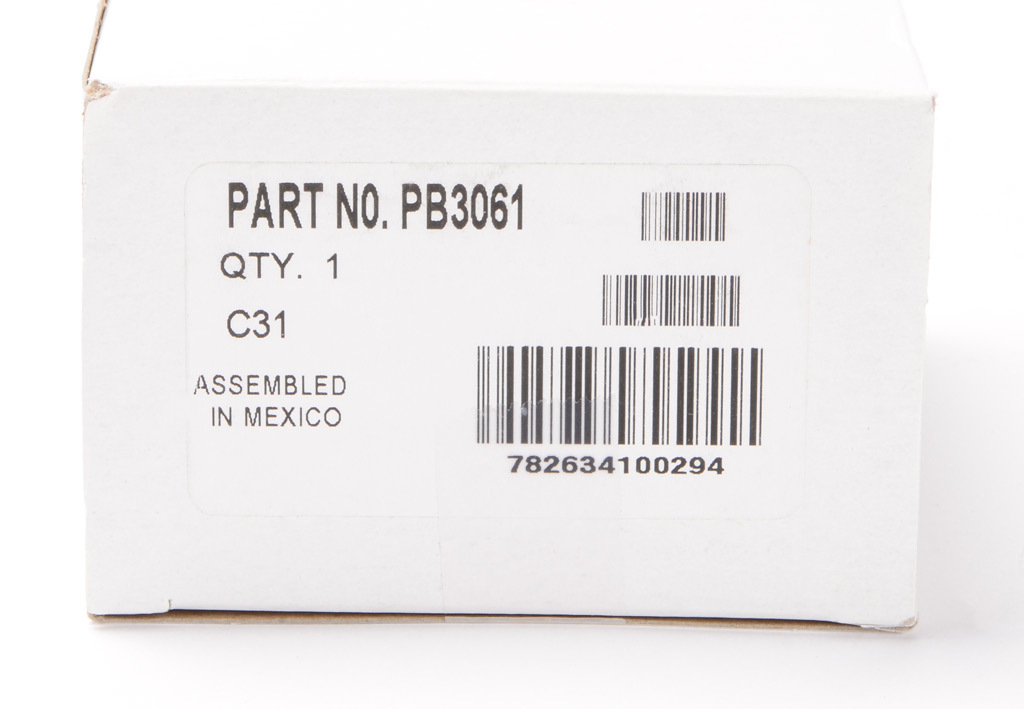 PART NO. PB3061
QTY. 1
C31
ASSEMBLED
IN MEXICO
782634100294